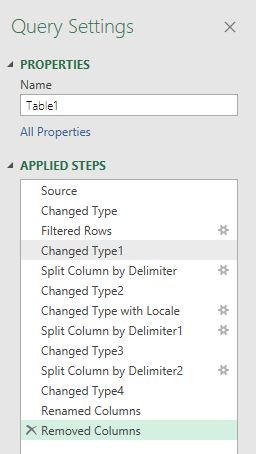 Query Settings
PROPERTIES
Name
Table1
All Properties
APPLIED STEPS
Source
Changed Type
Filtered Rows
Changed Type1
Split Column by Delimiter
Changed Type2
Changed Type with Locale
Split Column by Delimiter1
Changed Type3
Split Column by Delimiter2
Changed Type4
Renamed Columns
Removed Columns